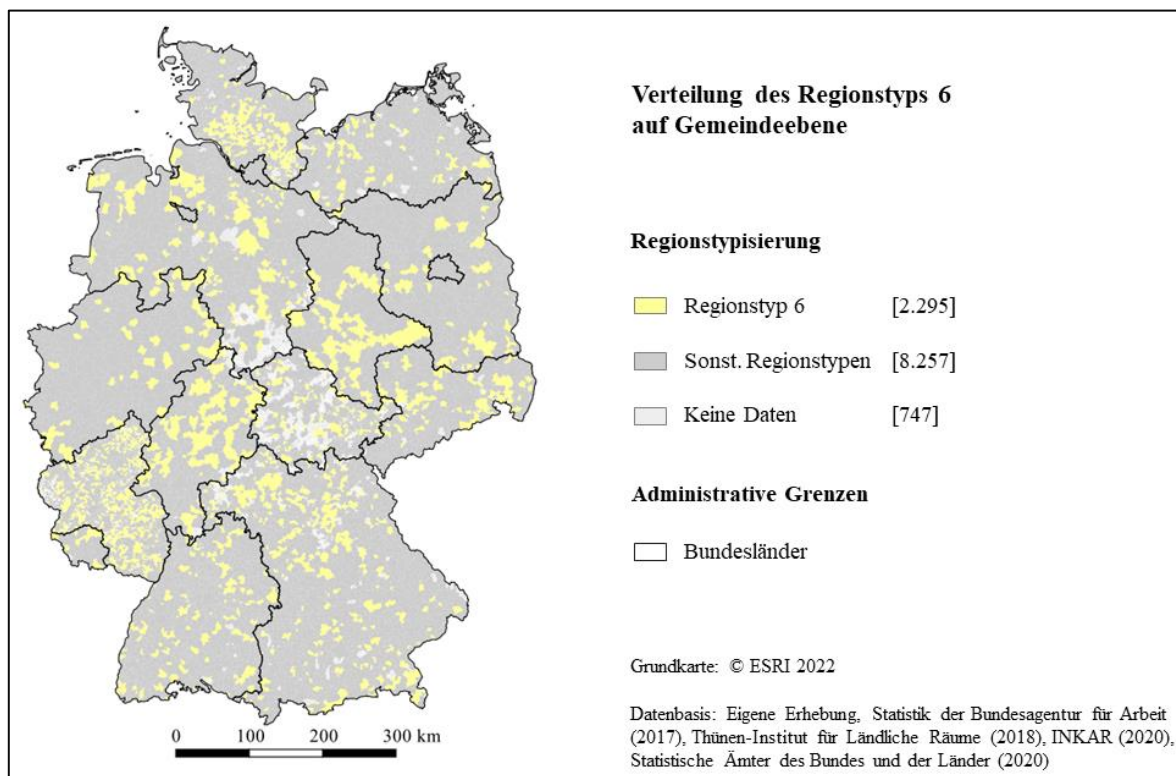 Verteilung des Regionstyps 6
auf Gemeindeebene
Regionstypisierung
Regionstyp 6 [2.295]
Sonst. Regionstypen [8.257]
Keine Daten [747]
Administrative Grenzen
Bundesländer
Grundkarte: © ESRI 2022
Datenbasis: Eigene Erhebung, Statistik der Bundesagentur für Arbeit
(2017), Thünen-Institut für Ländliche Räume (2018), INKAR (2020),
Statistische Ämter des Bundes und der Länder (2020)
0 100 200 300 km